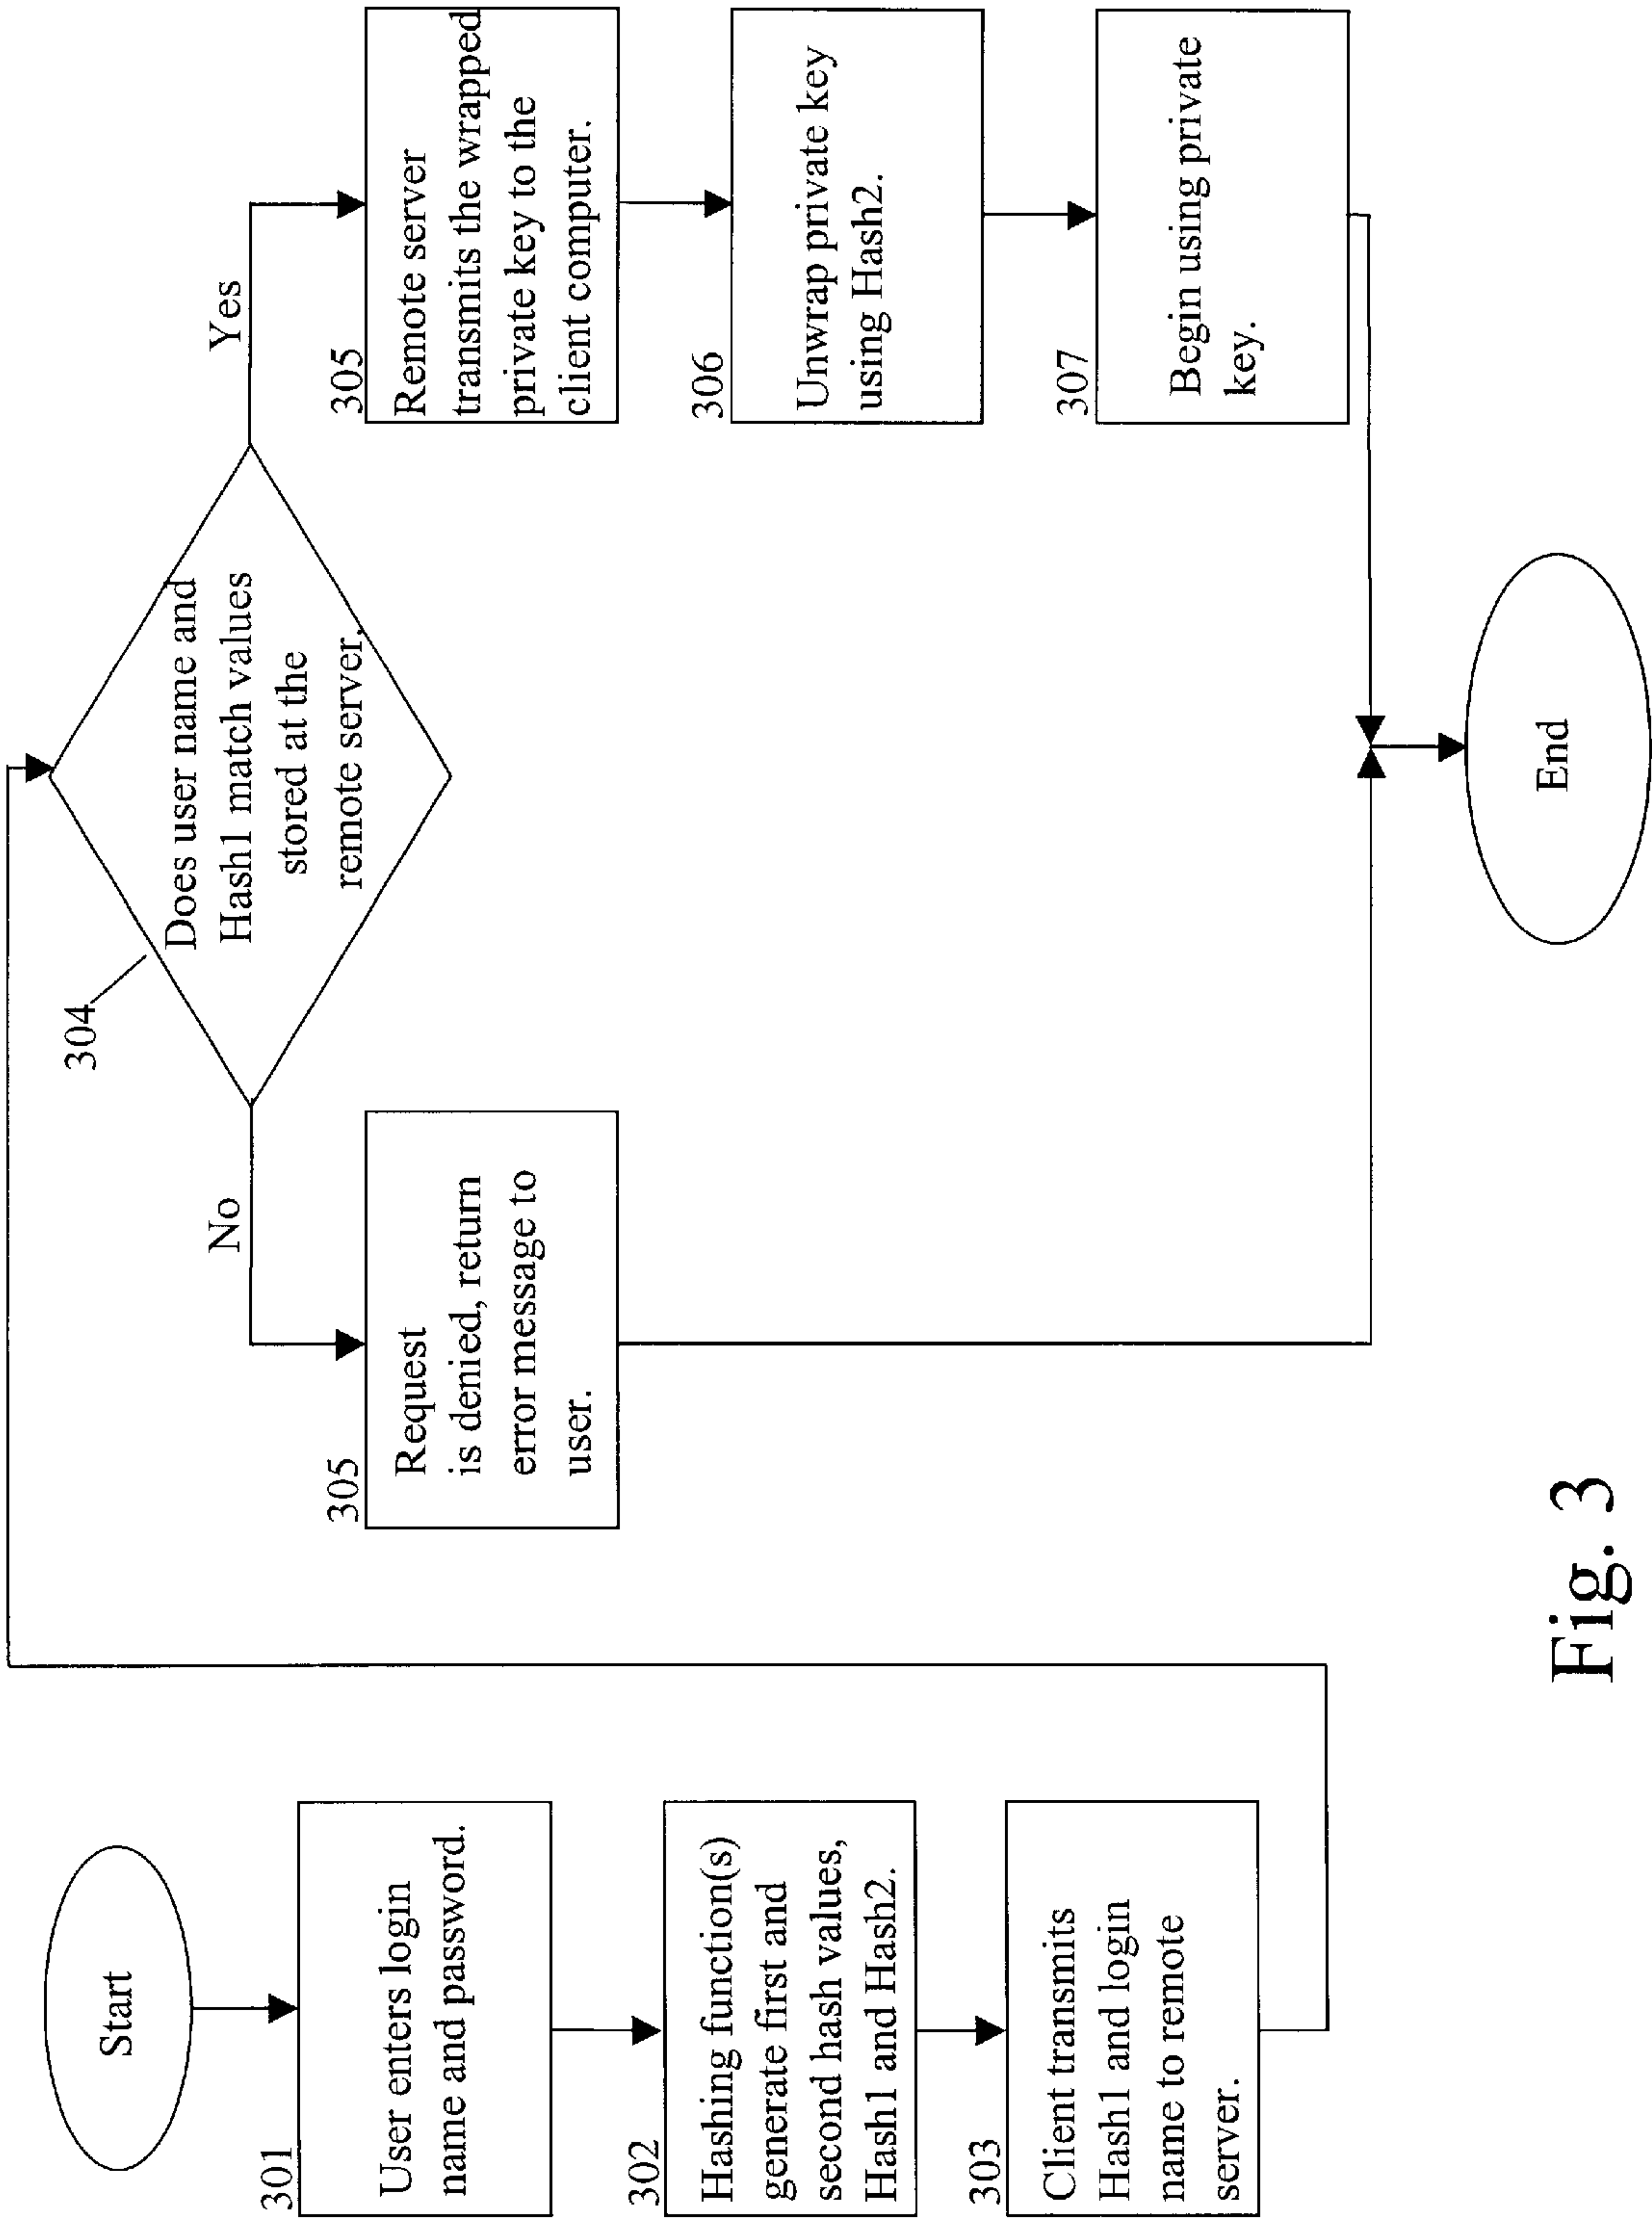 Start
301
User enters login
name and password.
302
Hashing function(s)
generate first and
second hash values,
Hash1 and Hash2.
303
Client transmits
Hash1 and login
name to remote
server.
304
Does user name and
Hash1 match values
stored at the
remote server.
No
Yes
305
Request
is denied, return
error message to
user.
305
Remote server
transmits the wrapped
private key to the
client computer.
306
Unwrap private key
using Hash2.
307
Begin using private
key.
End
Fig. 3